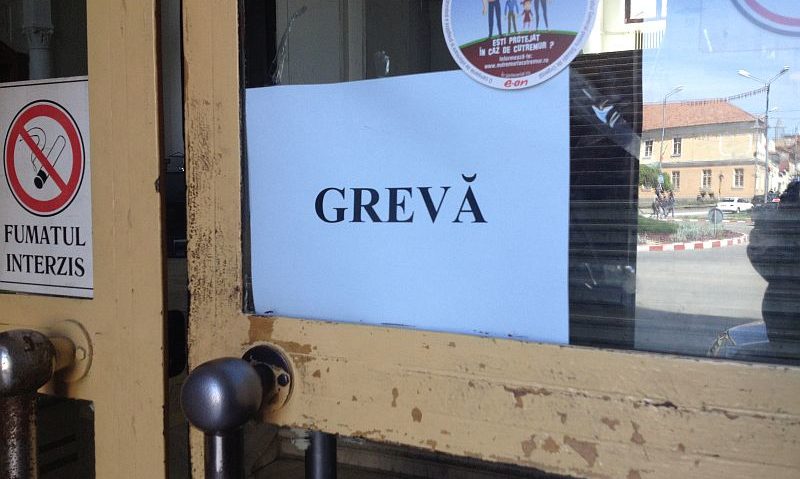 FUMATUL
INTERZIS
GREVĂ
EȘTI PROTEJAT
ÎN CAZ DE CUTREMUR ?
e·on